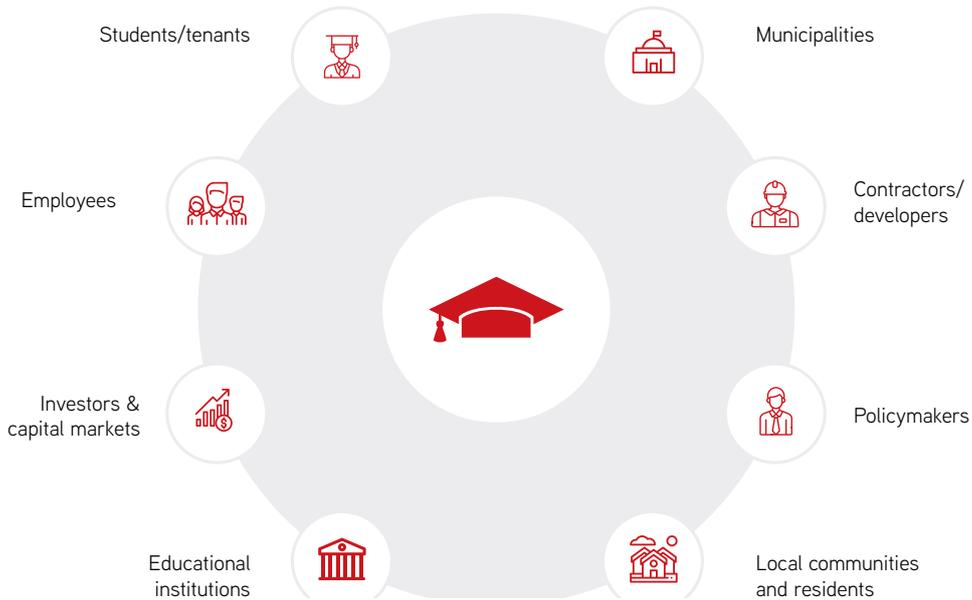 Students/tenants
Municipalities
Employees
Contractors/
developers
Investors &
capital markets
Policymakers
Educational
institutions
Local communities
and residents